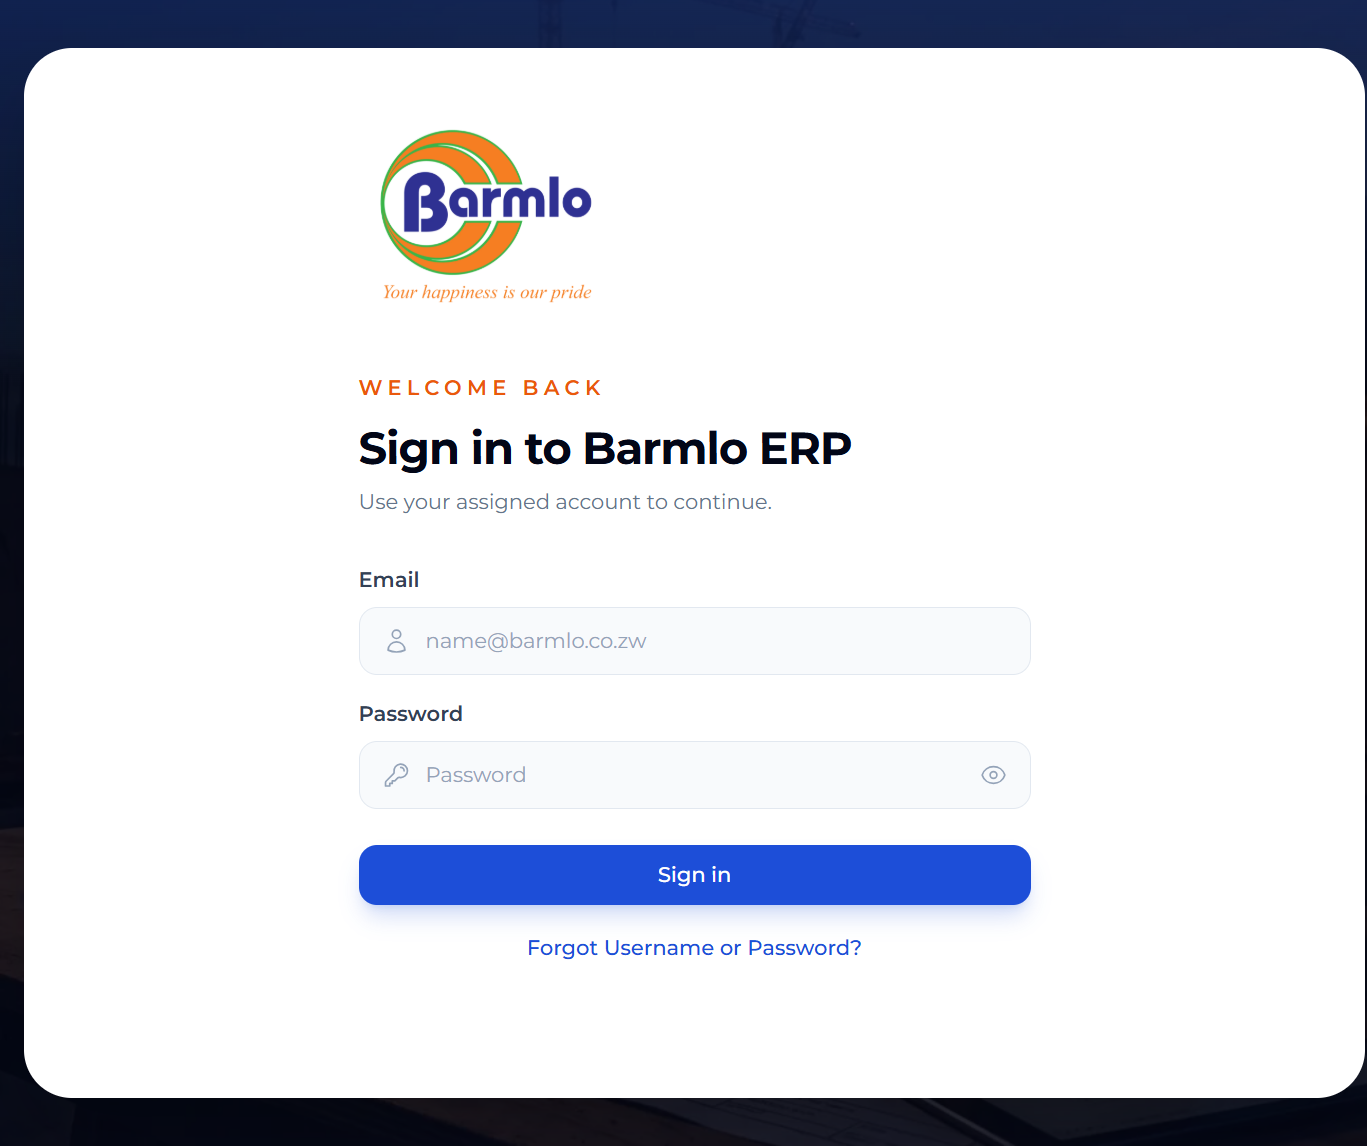 Barmlo
Your happiness is our pride
WELCOME BACK
Sign in to Barmlo ERP
Use your assigned account to continue.
Email
name@barmlo.co.zw
Password
Password
Sign in
Forgot Username or Password?